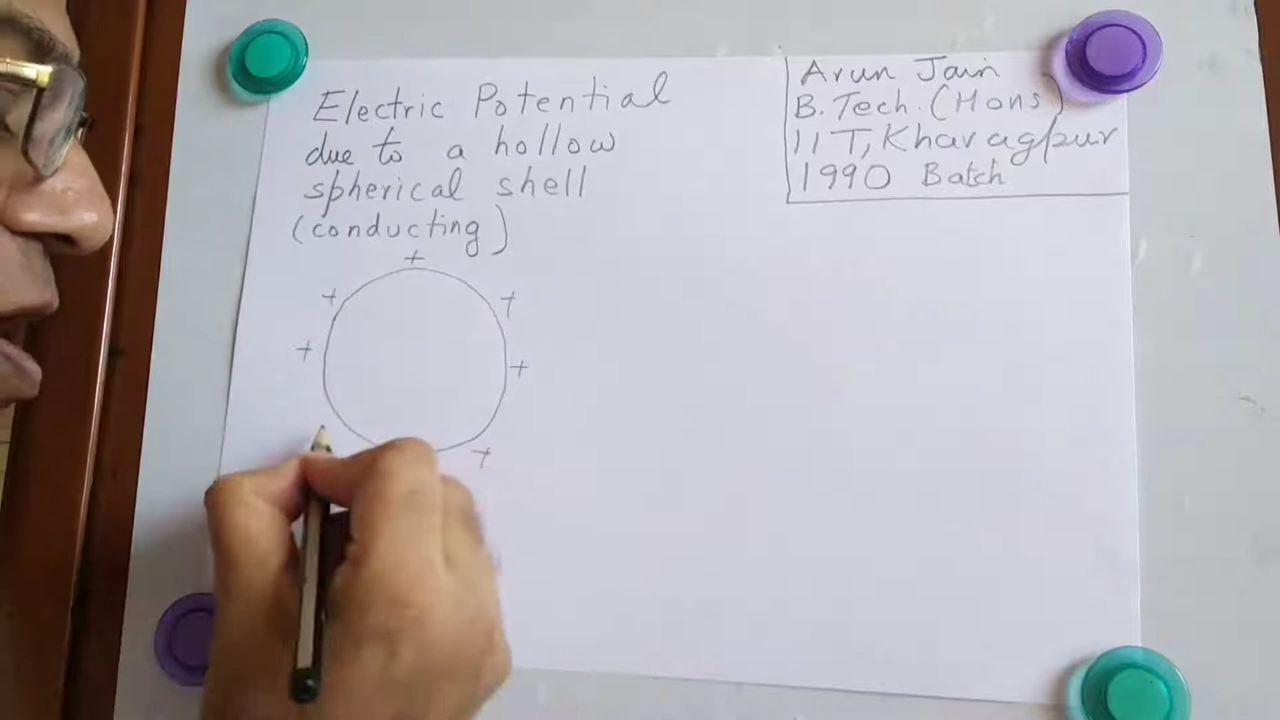 Electric Potential
due to a hollow
spherical shell
(conducting)
Arun Jain
B.Tech. (Hons)
IIT, Kharagpur
1990 Batch
+
+
+
+
+
+